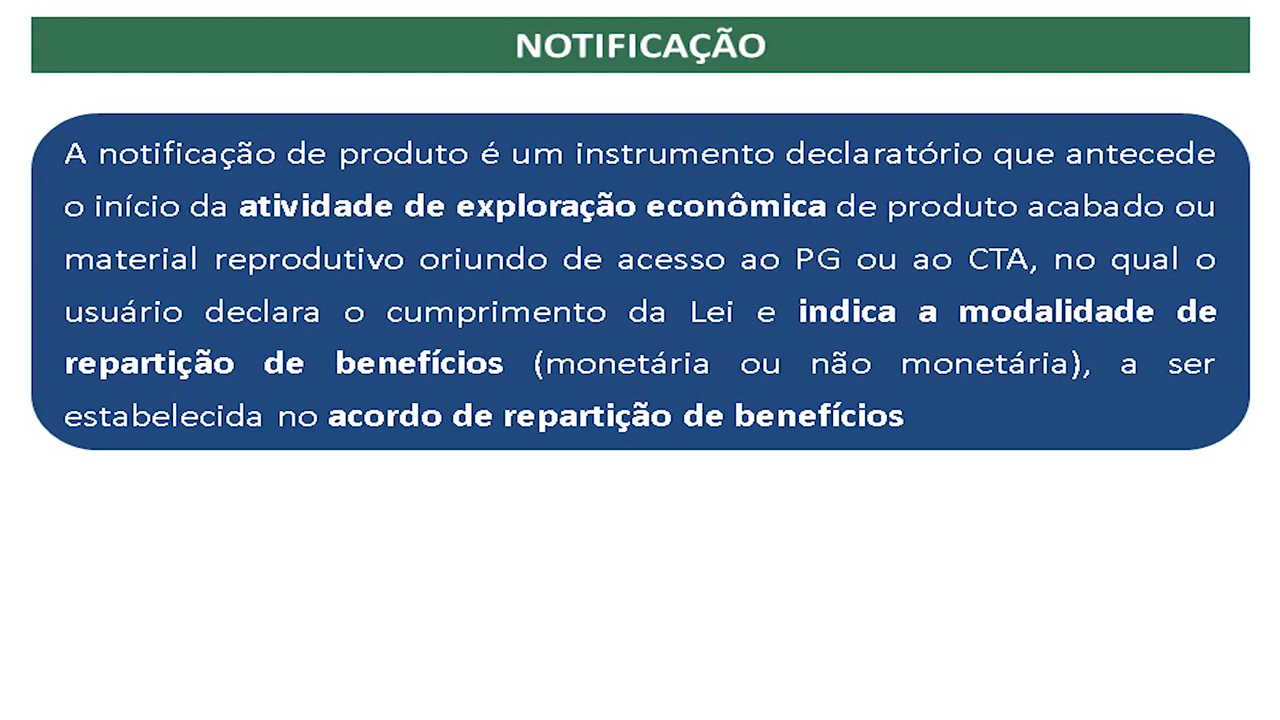 NOTIFICAÇÃO
A notificação de produto é um instrumento declaratório que antecede
o início da atividade de exploração econômica de produto acabado ou
material reprodutivo oriundo de acesso ao PG ou ao CTA, no qual o
usuário declara o cumprimento da Lei e indica a modalidade de
repartição de benefícios (monetária ou não monetária), a ser
estabelecida no acordo de repartição de benefícios